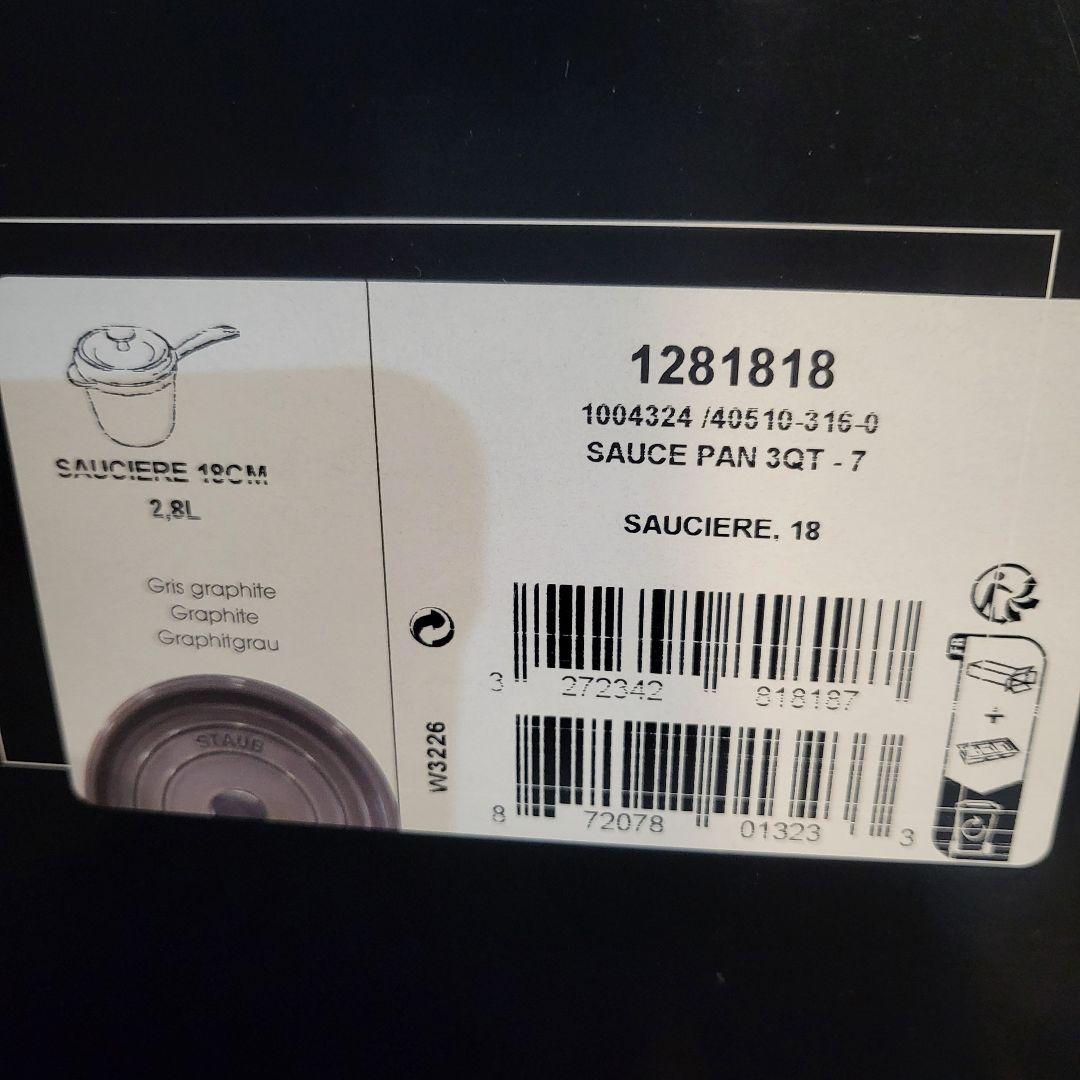 SAUCIERE 18CM
2,8L
Gris graphite
Graphite
Graphitgrau
STAUB
1281818
1004324 /40510-316-0
SAUCE PAN 3QT - 7
SAUCIERE, 18
W3226
3 272342 818187
8 72078 01323 3
FR
+